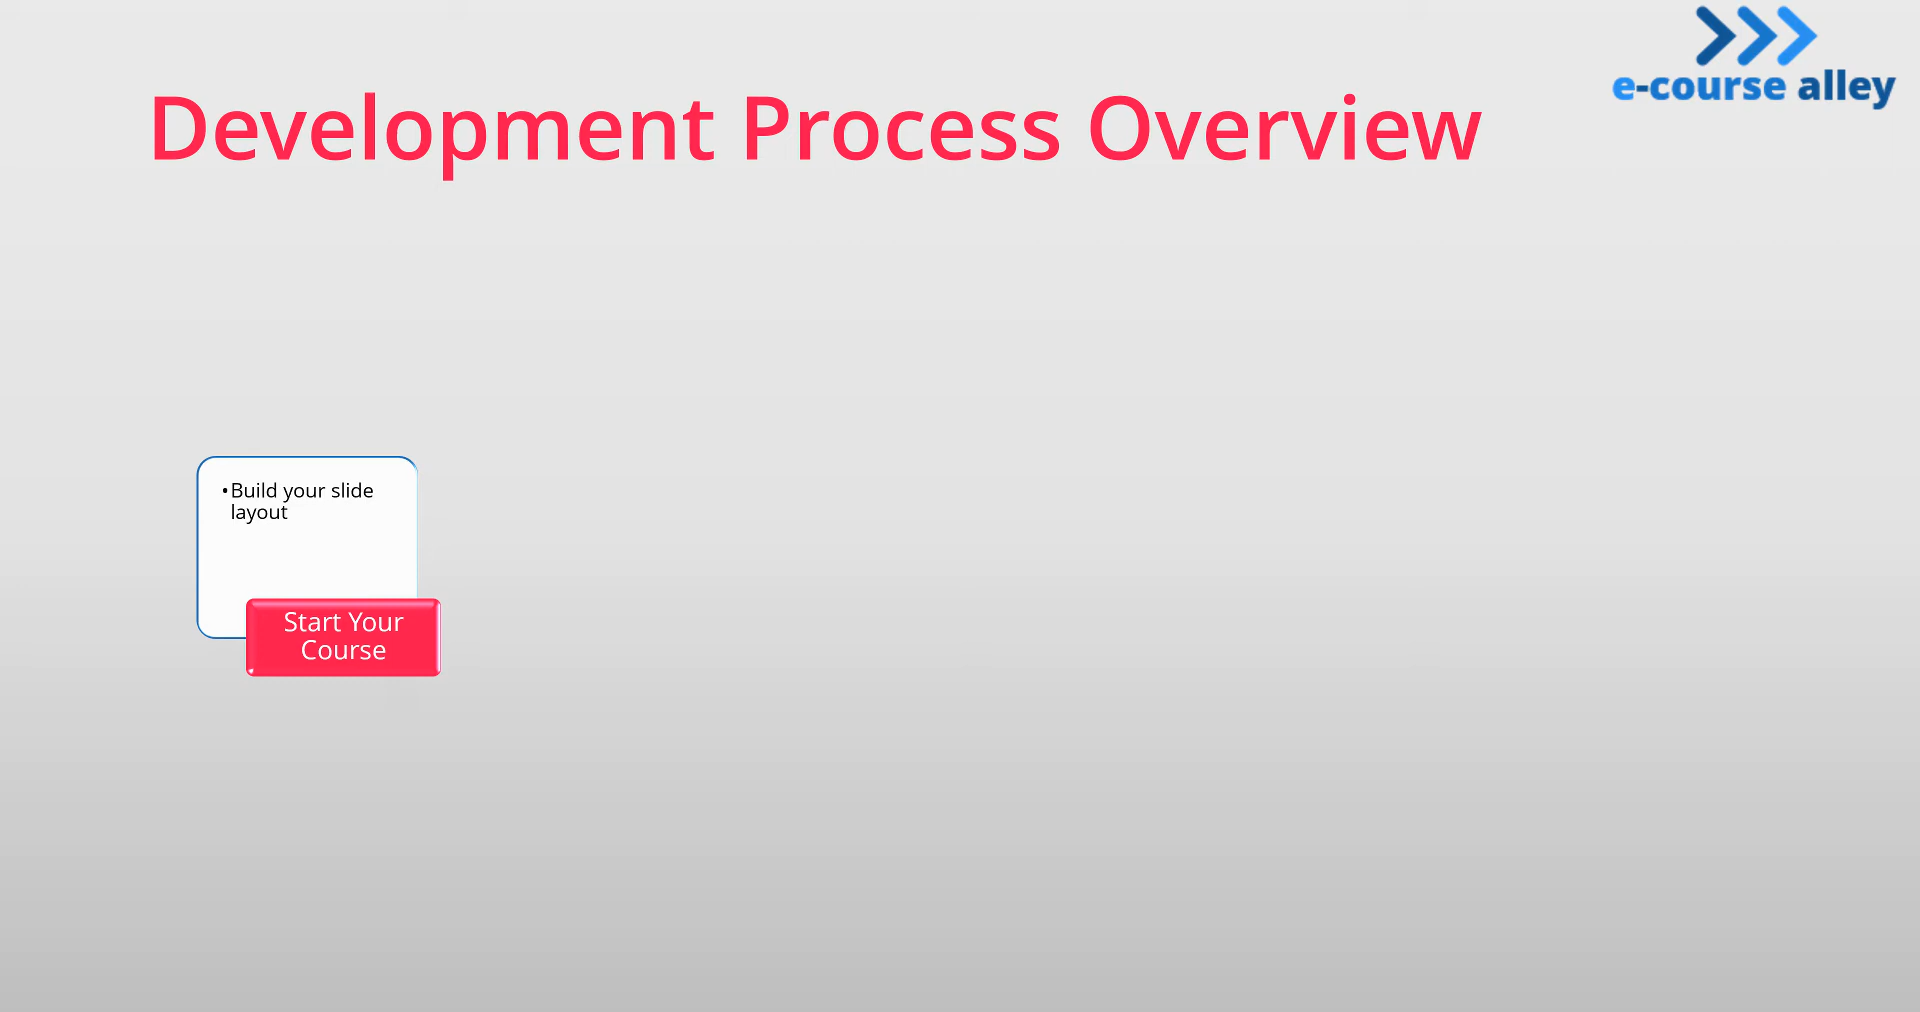 e-course alley
Development Process Overview
•Build your slide
layout
Start Your
Course